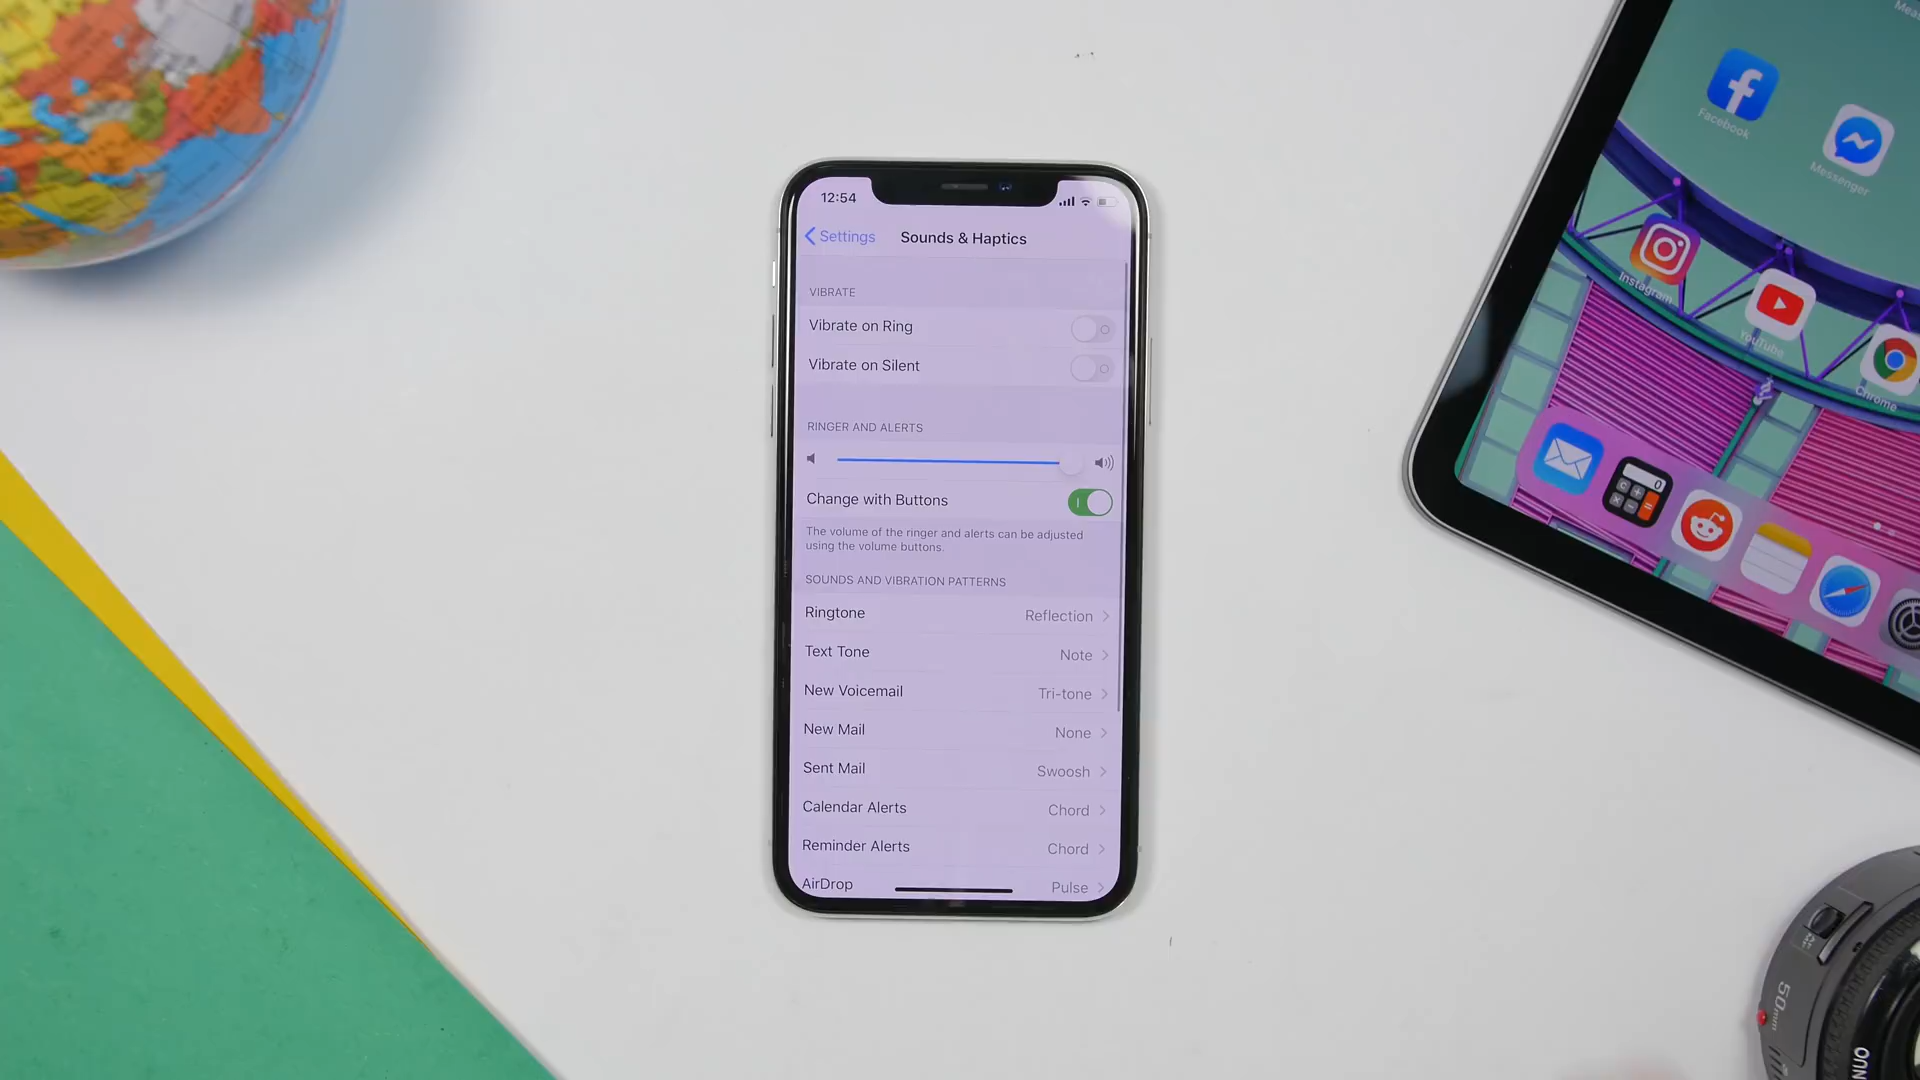 12:54
Settings
Sounds & Haptics
VIBRATE
Vibrate on Ring
Vibrate on Silent
RINGER AND ALERTS
Change with Buttons
The volume of the ringer and alerts can be adjusted
using the volume buttons.
SOUNDS AND VIBRATION PATTERNS
Ringtone Reflection
Text Tone Note
New Voicemail Tri-tone
New Mail None
Sent Mail Swoosh
Calendar Alerts Chord
Reminder Alerts Chord
AirDrop Pulse
Facebook
Messenger
Instagram
YouTube
Chrome
0
50mm